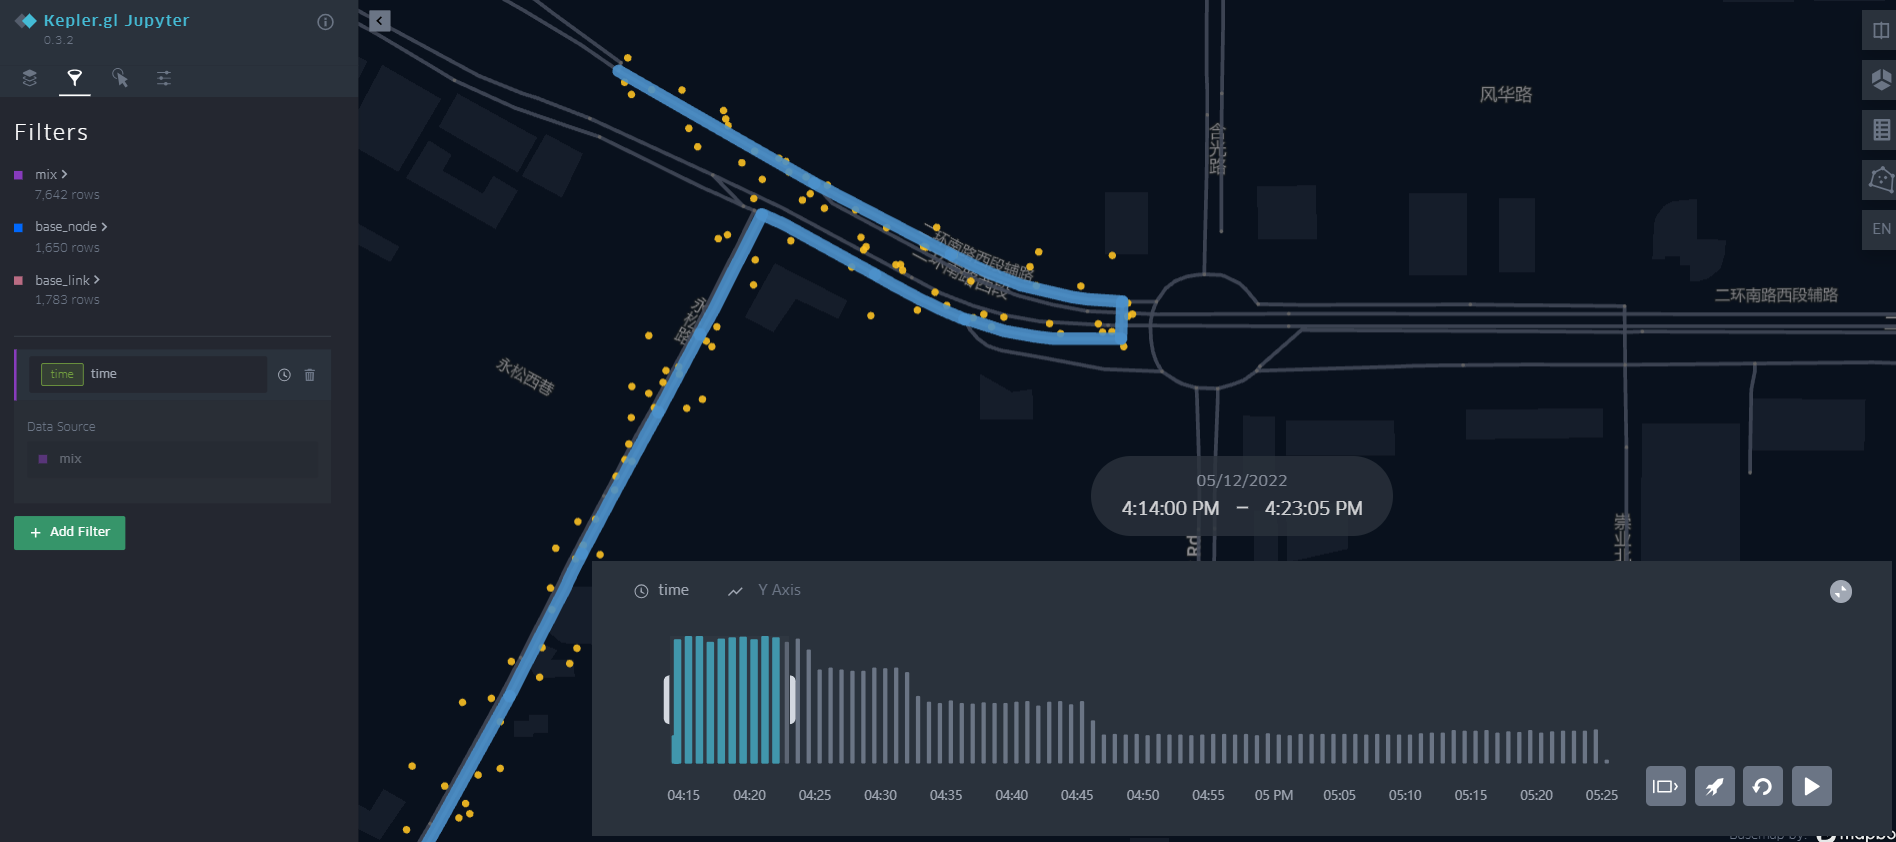 Kepler.gl Jupyter
0.3.2
Filters
mix
7,642 rows
base_node
1,650 rows
base_link
1,783 rows
time time
Data Source
mix
+ Add Filter
风华路
含光路
EN
二环南路西段辅路
二环南路西段
二环南路西段辅路
永松路
永松西巷
05/12/2022
4:14:00 PM – 4:23:05 PM
Rd
崇业北
time
Y Axis
04:15 04:20 04:25 04:30 04:35 04:40 04:45 04:50 04:55 05 PM 05:05 05:10 05:15 05:20 05:25
Basemap by: